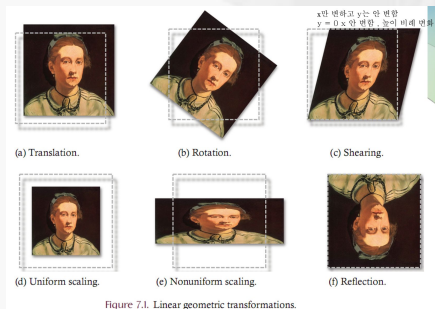 x만 변하고 y는 안 변함
y = 0 x 안 변함, 높이 비례 변화
(a) Translation.
(b) Rotation.
(c) Shearing.
(d) Uniform scaling.
(e) Nonuniform scaling.
(f) Reflection.
Figure 7.1. Linear geometric transformations.